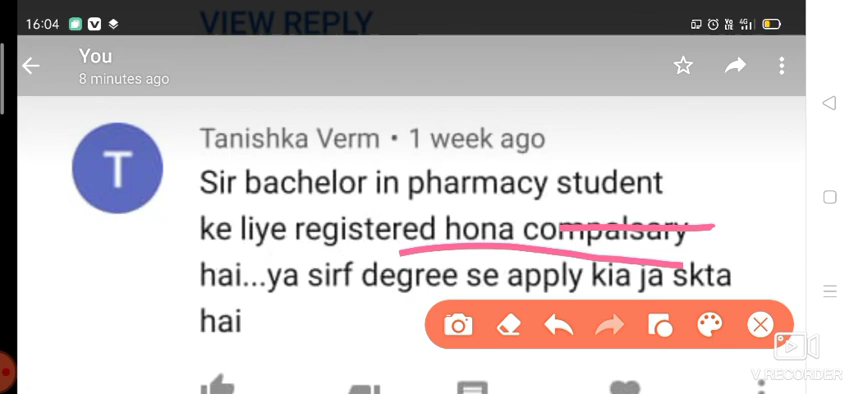 16:04
VIEW REPLY
You
8 minutes ago
Tanishka Verm • 1 week ago
T
Sir bachelor in pharmacy student
ke liye registered hona compalsary
hai...ya sirf degree se apply kia ja skta
hai
V.RECORDER